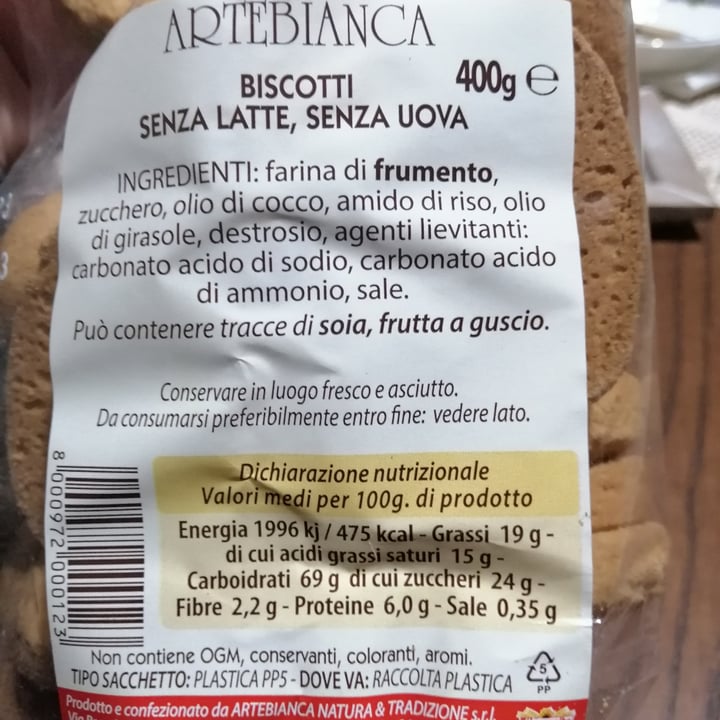 ARTEBIANCA
BISCOTTI 400g e
SENZA LATTE, SENZA UOVA
INGREDIENTI: farina di frumento,
zucchero, olio di cocco, amido di riso, olio
di girasole, destrosio, agenti lievitanti:
carbonato acido di sodio, carbonato acido
di ammonio, sale.
Può contenere tracce di soia, frutta a guscio.
Conservare in luogo fresco e asciutto.
Da consumarsi preferibilmente entro fine: vedere lato.
Dichiarazione nutrizionale
Valori medi per 100g. di prodotto
Energia 1996 kj / 475 kcal - Grassi 19 g -
di cui acidi grassi saturi 15 g -
Carboidrati 69 g di cui zuccheri 24 g -
Fibre 2,2 g - Proteine 6,0 g - Sale 0,35 g
8 000972 000123
Non contiene OGM, conservanti, coloranti, aromi.
TIPO SACCHETTO: PLASTICA PP5 - DOVE VA: RACCOLTA PLASTICA
5
PP
Prodotto e confezionato da ARTEBIANCA NATURA & TRADIZIONE s.r.l.
Via